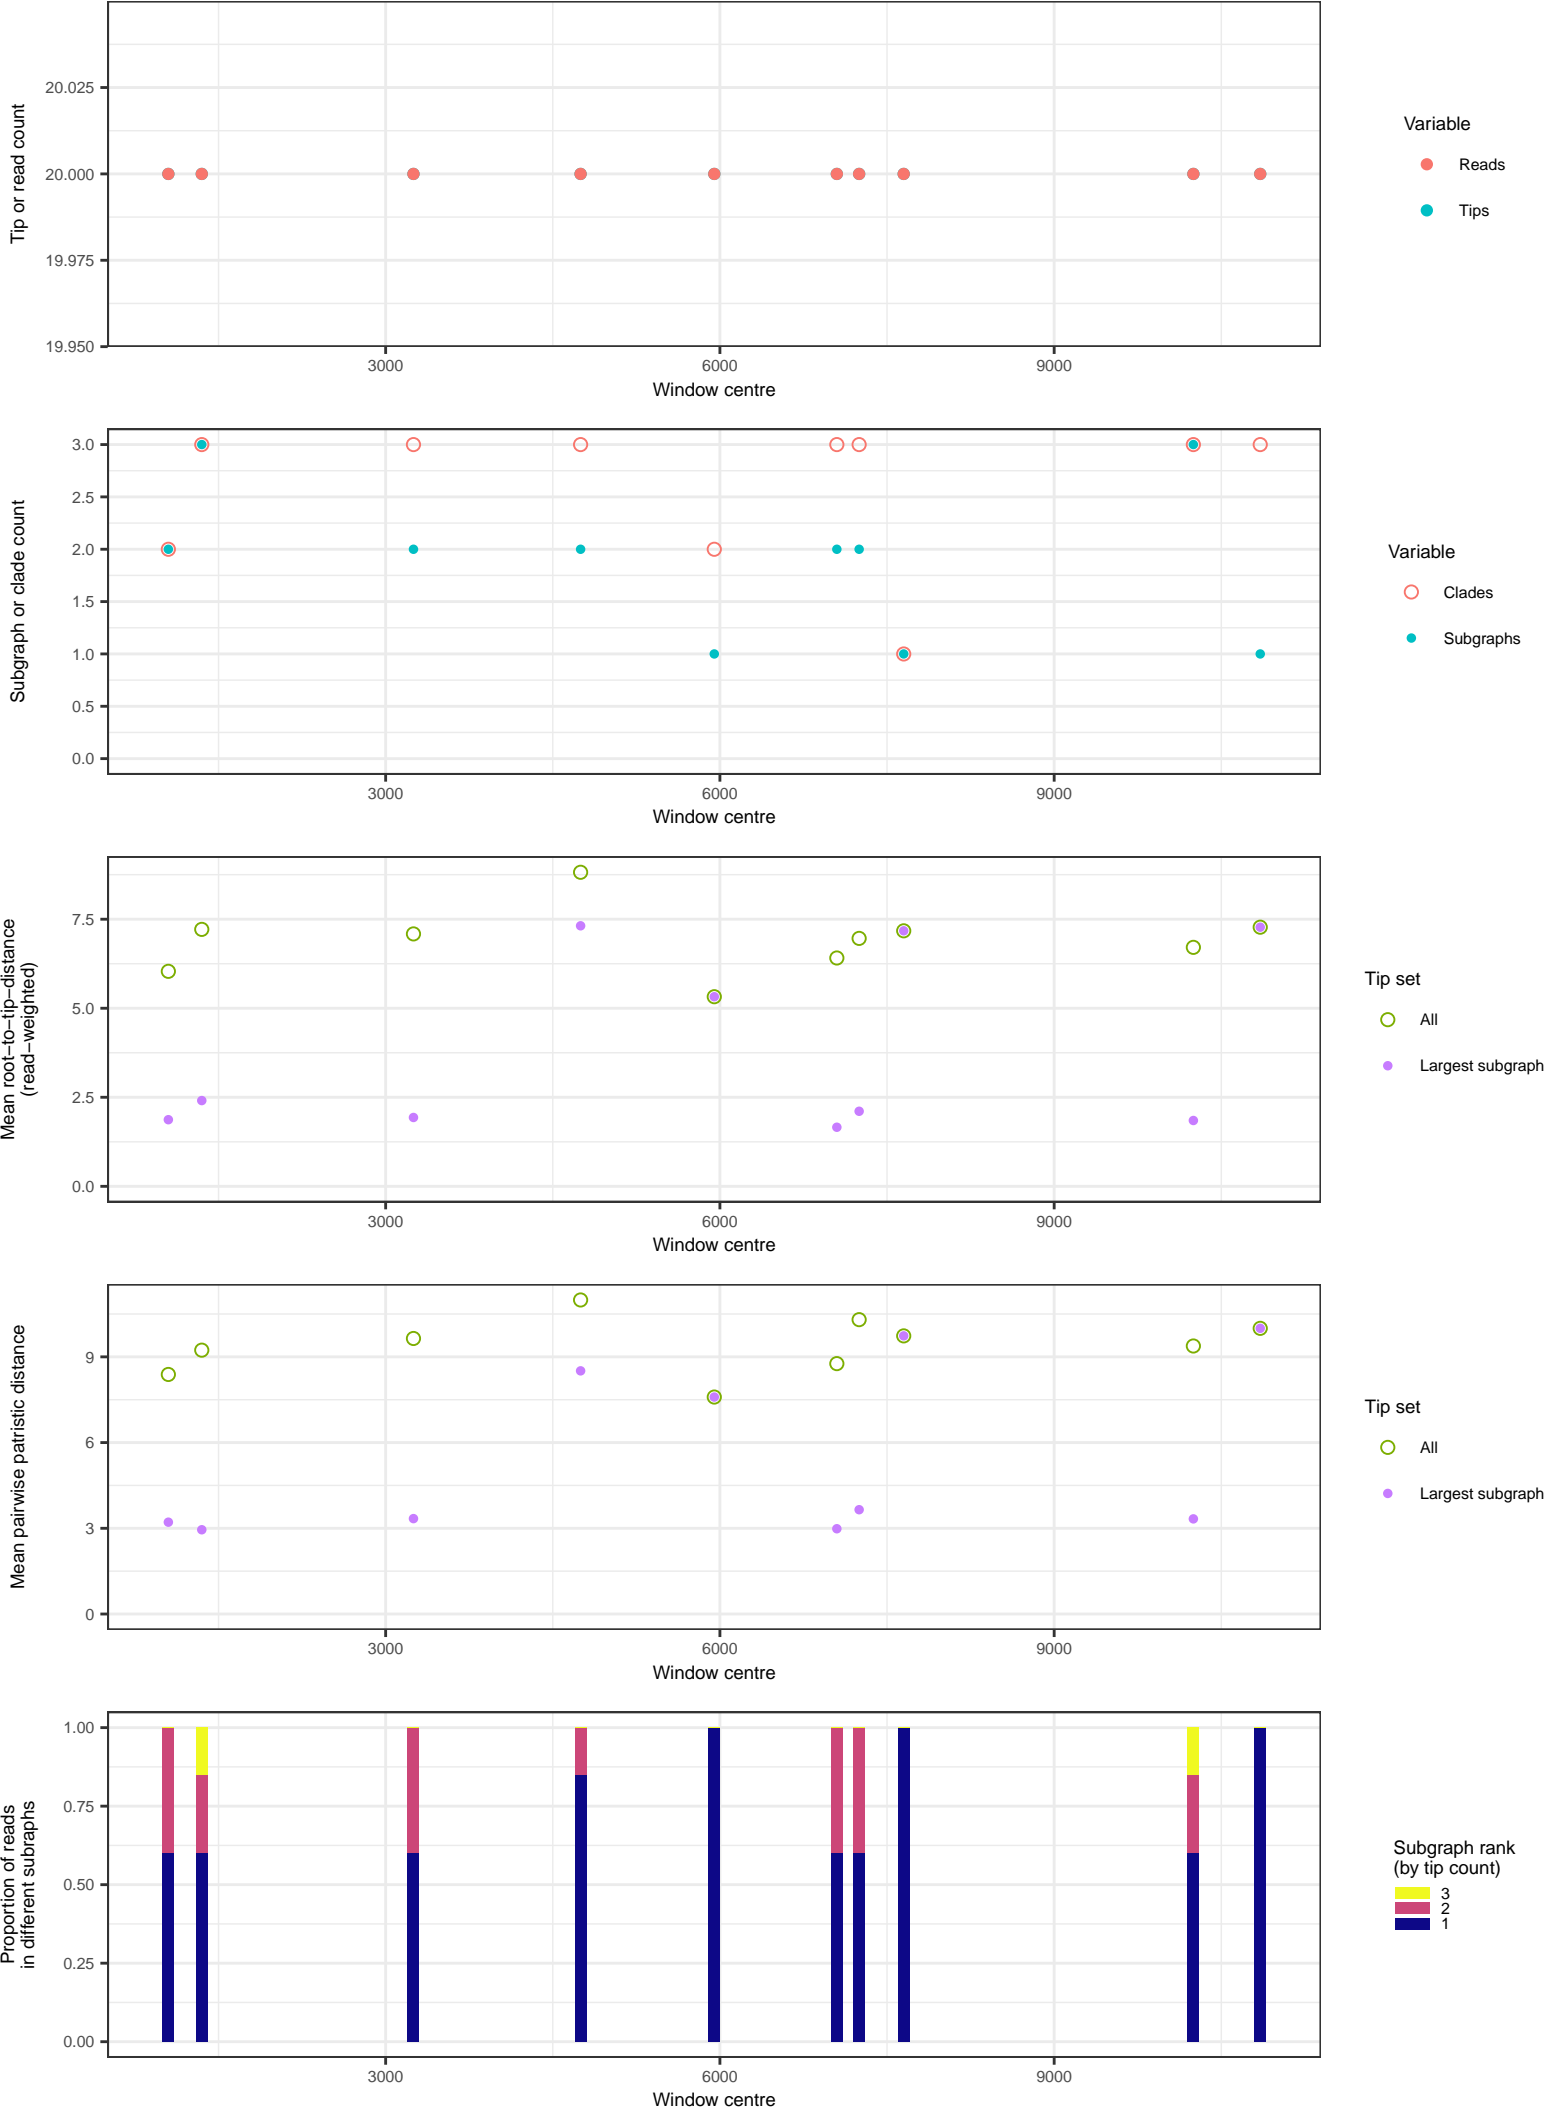 Tip or read count
20.025
20.000
19.975
19.950
3000
6000
9000
Window centre
Variable
Reads
Tips
Subgraph or clade count
3.0
2.5
2.0
1.5
1.0
0.5
0.0
3000
6000
9000
Window centre
Variable
Clades
Subgraphs
Mean root−to−tip−distance
(read−weighted)
7.5
5.0
2.5
0.0
3000
6000
9000
Window centre
Tip set
All
Largest subgraph
Mean pairwise patristic distance
9
6
3
0
3000
6000
9000
Window centre
Tip set
All
Largest subgraph
Proportion of reads
in different subraphs
1.00
0.75
0.50
0.25
0.00
3000
6000
9000
Window centre
Subgraph rank
(by tip count)
3
2
1